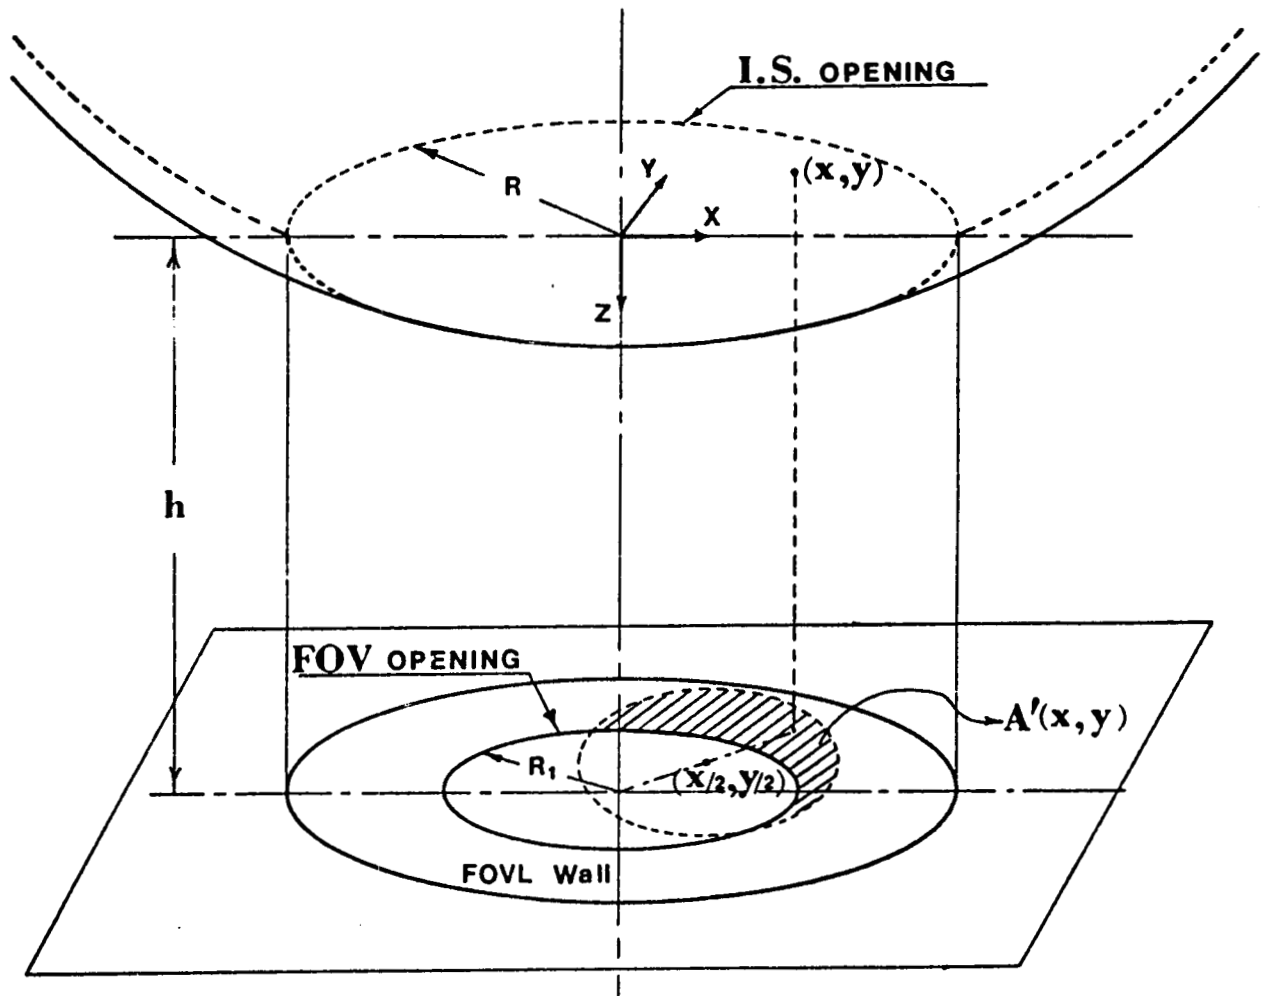 I.S. OPENING
(x,y)
Y
R
X
Z
h
FOV OPENING
A'(x,y)
R₁
(x/2,y/2)
FOVL Wall